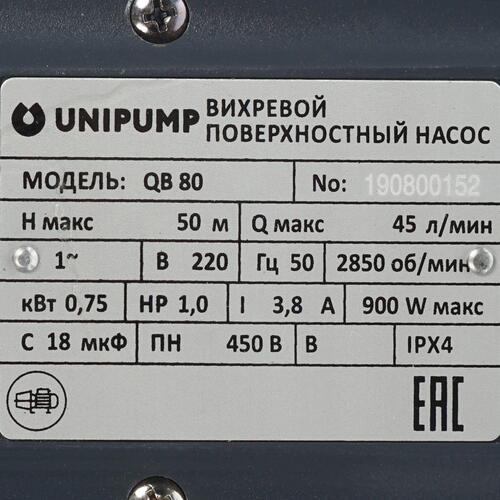 UNIPUMP ВИХРЕВОЙ
ПОВЕРХНОСТНЫЙ НАСОС
МОДЕЛЬ: QB 80 No: 190800152
Н макс 50 м Q макс 45 л/мин
1~ В 220 Гц 50 2850 об/мин
кВт 0,75 HP 1,0 I 3,8 А 900 W макс
С 18 мкФ ПН 450 В В IPX4
EAC